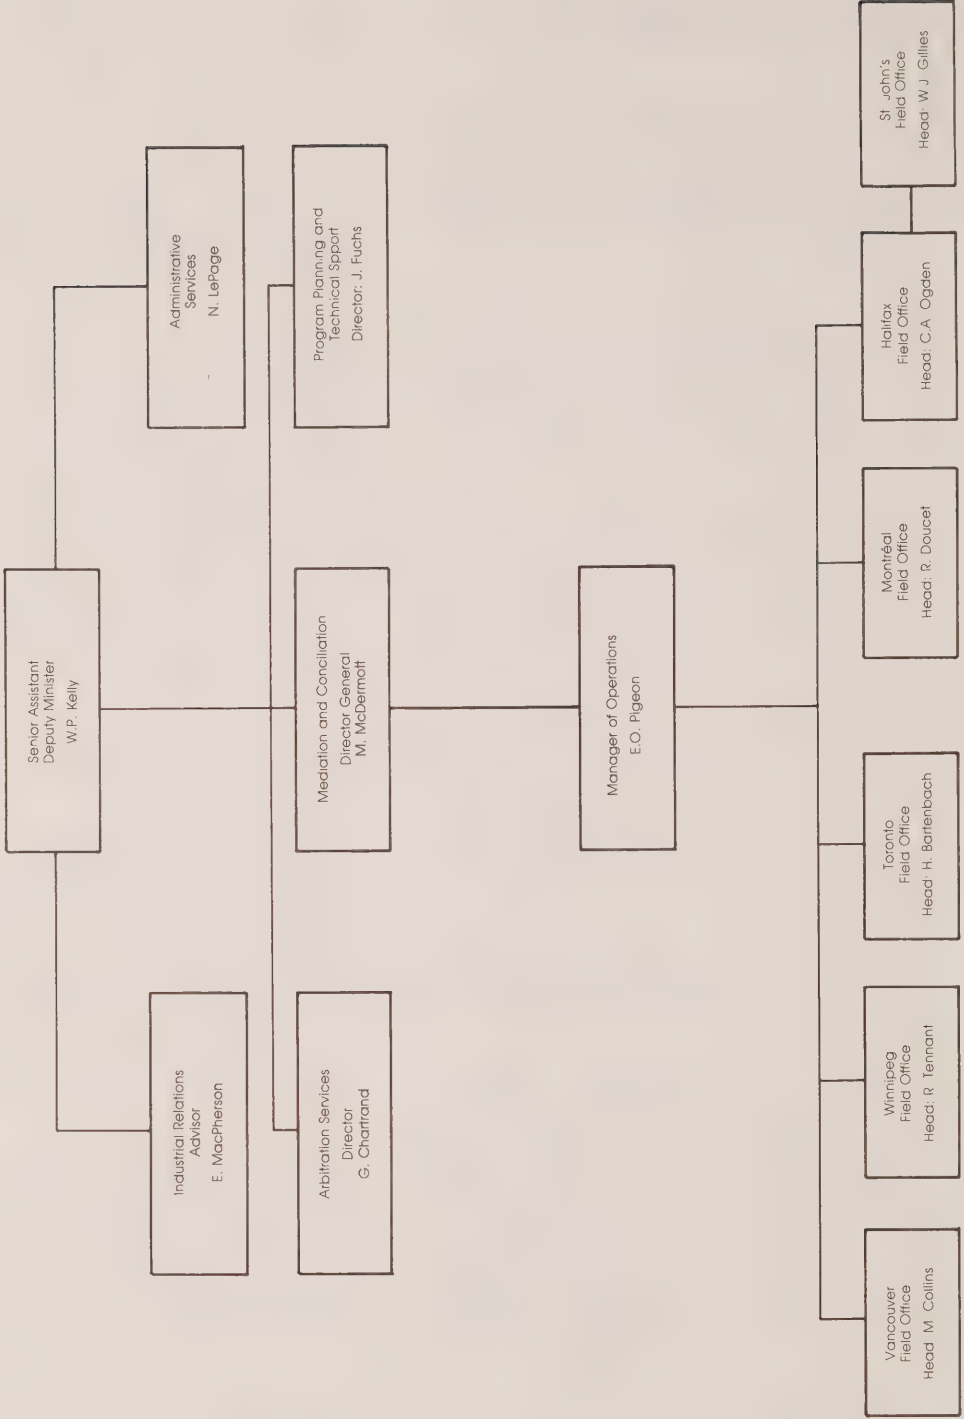 Senior Assistant
Deputy Minister
W.P. Kelly
Industrial Relations
Advisor
E. MacPherson
Administrative
Services
N. LePage
Arbitration Services
Director
G. Chartrand
Mediation and Conciliation
Director General
M. McDermott
Program Planning and
Technical Spport
Director: J. Fuchs
Manager of Operations
E.O. Pigeon
Vancouver
Field Office
Head M Collins
Winnipeg
Field Office
Head: R Tennant
Toronto
Field Office
Head: H. Bartenbach
Montréal
Field Office
Head: R. Doucet
Halifax
Field Office
Head: C.A Ogden
St John's
Field Office
Head: W J Gillies